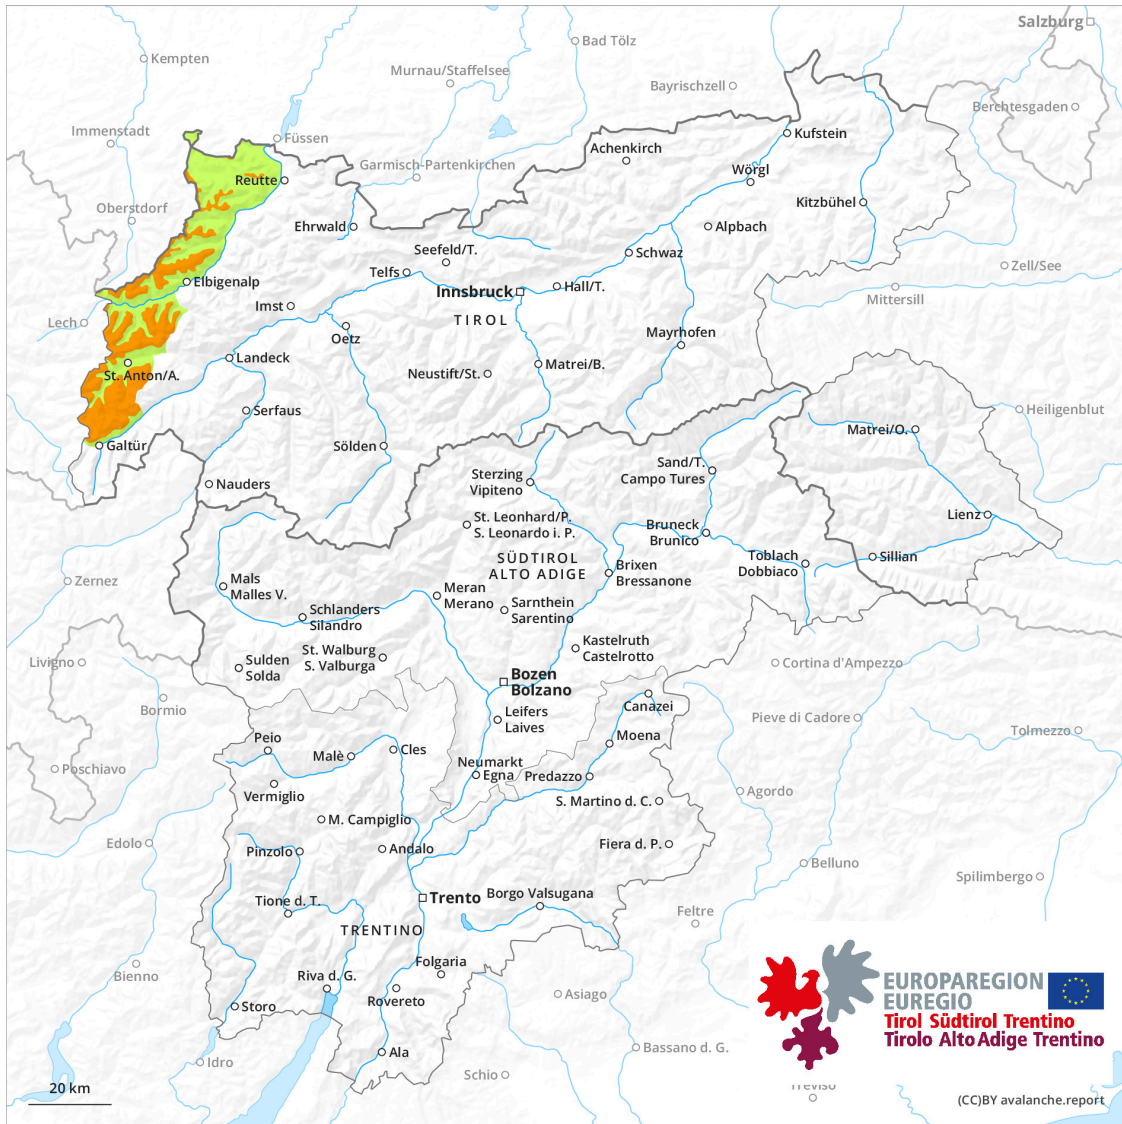 Salzburg
Bad Tölz
Kempten
Murnau/Staffelsee
Bayrischzell
Berchtesgaden
Immenstadt
Füssen
Kufstein
Achenkirch
Garmisch-Partenkirchen
Wörgl
Reutte
Oberstdorf
Kitzbühel
Ehrwald
Alpbach
Seefeld/T.
Schwaz
Telfs
Zell/See
Elbigenalp
Innsbruck
Hall/T.
Mittersill
Imst
Lech
TIROL
Oetz
Mayrhofen
Landeck
Matrei/B.
St. Anton/A.
Neustift/St.
Serfaus
Heiligenblut
Matrei/O.
Galtür
Sölden
Sand/T.
Campo Tures
Sterzing
Vipiteno
Nauders
St. Leonhard/P.
S. Leonardo i. P.
Lienz
Bruneck
Brunico
SÜDTIROL
ALTO ADIGE
Toblach
Dobbiaco
Sillian
Brixen
Bressanone
Zernez
Mals
Malles V.
Meran
Merano
Sarnthein
Sarentino
Schlanders
Silandro
Kastelruth
Castelrotto
St. Walburg
S. Valburga
Livigno
Sulden
Solda
Cortina d'Ampezzo
Bozen
Bolzano
Bormio
Canazei
Leifers
Laives
Pieve di Cadore
Tolmezzo
Peio
Moena
Malè
Cles
Poschiavo
Neumarkt
Egna
Predazzo
Vermiglio
Agordo
S. Martino d. C.
M. Campiglio
Edolo
Pinzolo
Andalo
Fiera d. P.
Belluno
Spilimbergo
Tione d. T.
Trento
Borgo Valsugana
Feltre
TRENTINO
Bienno
Riva d. G.
Folgaria
Rovereto
Asiago
Storo
Ala
Idro
Schio
Bassano d. G.
Treviso
EUROPAREGION
EUREGIO
Tirol Südtirol Trentino
Tirolo Alto Adige Trentino
20 km
(CC)BY avalanche.report